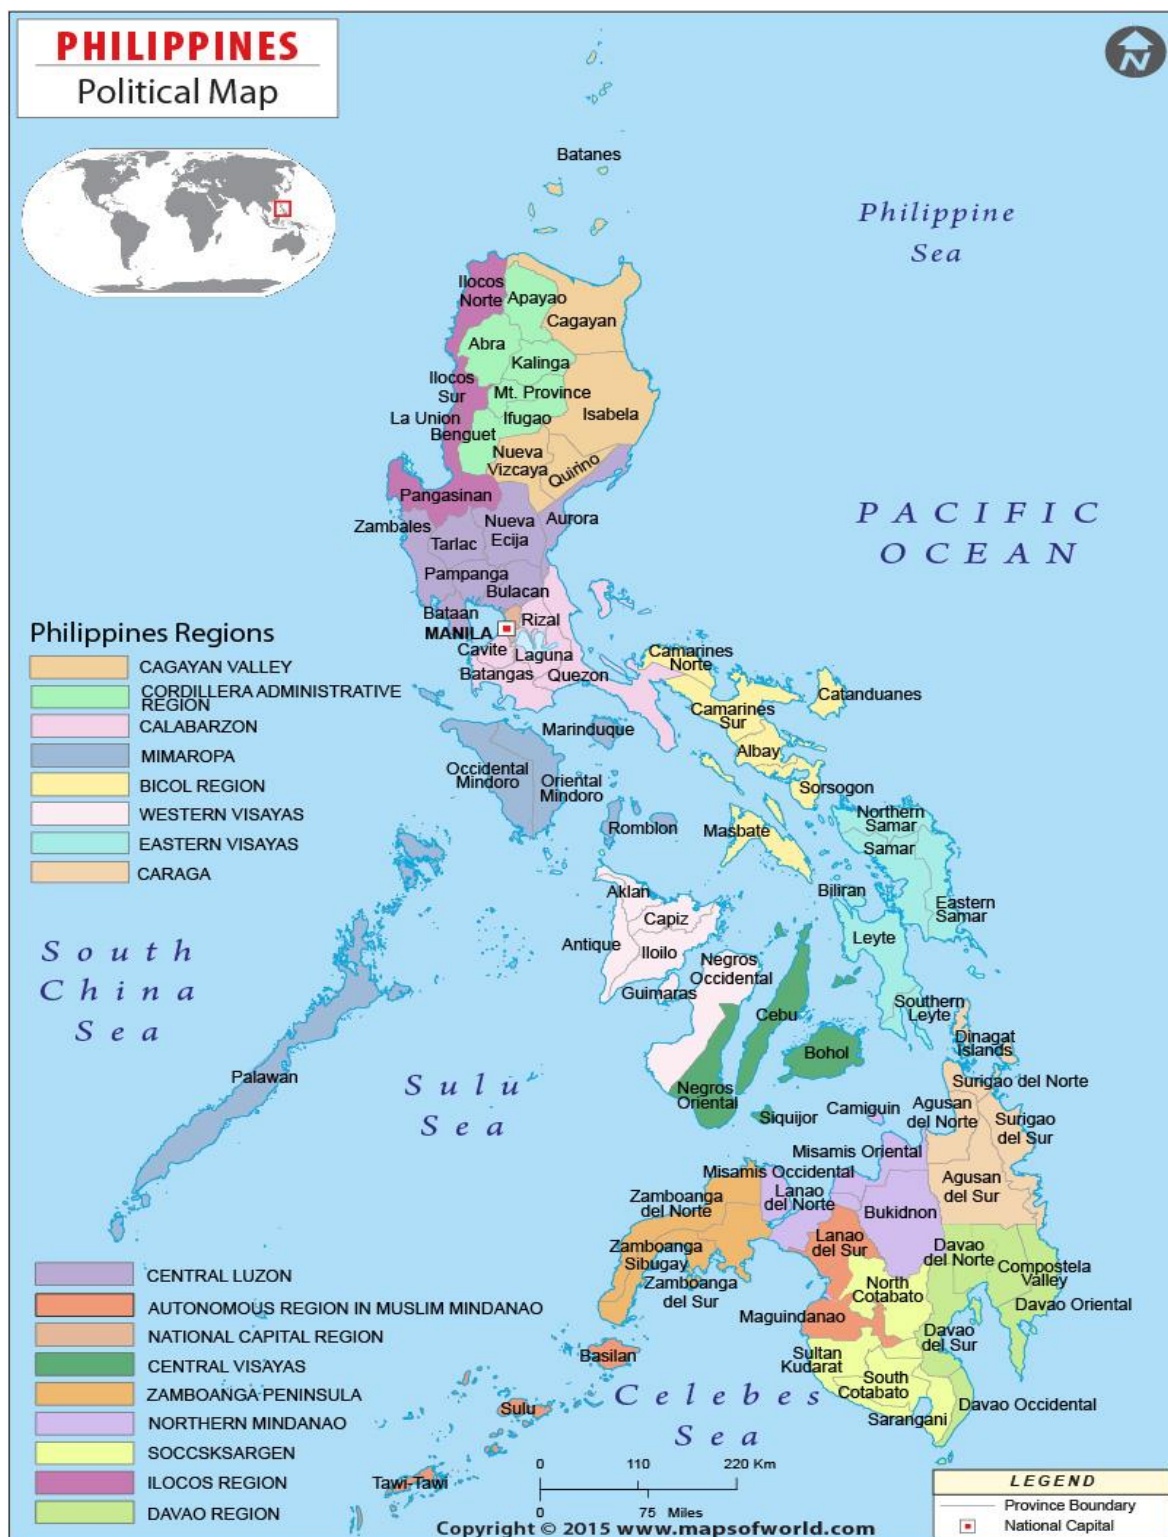 PHILIPPINES
Political Map
N
Batanes
Philippine
Sea
Ilocos
Norte
Apayao
Cagayan
Abra
Kalinga
Ilocos
Sur
Mt. Province
La Union
Ifugao
Isabela
Benguet
Nueva
Vizcaya
Quirino
Pangasinan
Zambales
Nueva
Ecija
Aurora
Tarlac
PACIFIC
OCEAN
Pampanga
Bulacan
Bataan
Rizal
MANILA
Cavite
Laguna
Batangas
Quezon
Camarines
Norte
Catanduanes
Camarines
Sur
Marinduque
Albay
Occidental
Mindoro
Oriental
Mindoro
Sorsogon
Romblon
Masbate
Northern
Samar
Samar
Philippines Regions
CAGAYAN VALLEY
CORDILLERA ADMINISTRATIVE
REGION
CALABARZON
MIMAROPA
BICOL REGION
WESTERN VISAYAS
EASTERN VISAYAS
CARAGA
Aklan
Biliran
Eastern
Samar
Capiz
Antique
Iloilo
Leyte
Negros
Occidental
Guimaras
Cebu
Southern
Leyte
South
China
Sea
Bohol
Dinagat
Islands
Palawan
Sulu
Sea
Negros
Oriental
Siquijor
Camiguin
Surigao del Norte
Agusan
del Norte
Surigao
del Sur
Misamis Oriental
Misamis Occidental
Agusan
del Sur
Zamboanga
del Norte
Lanao
del Norte
Bukidnon
Lanao
del Sur
Zamboanga
Sibugay
Zamboanga
del Sur
Davao
del Norte
Compostela
Valley
North
Cotabato
Davao Oriental
Maguindanao
Davao
del Sur
Basilan
Sultan
Kudarat
South
Cotabato
Celebes
Sea
Sulu
Sarangani
Davao Occidental
Tawi-Tawi
CENTRAL LUZON
AUTONOMOUS REGION IN MUSLIM MINDANAO
NATIONAL CAPITAL REGION
CENTRAL VISAYAS
ZAMBOANGA PENINSULA
NORTHERN MINDANAO
SOCCSKSARGEN
ILOCOS REGION
DAVAO REGION
0 110 220 Km
0 75 Miles
Copyright © 2015 www.mapsofworld.com
LEGEND
Province Boundary
National Capital